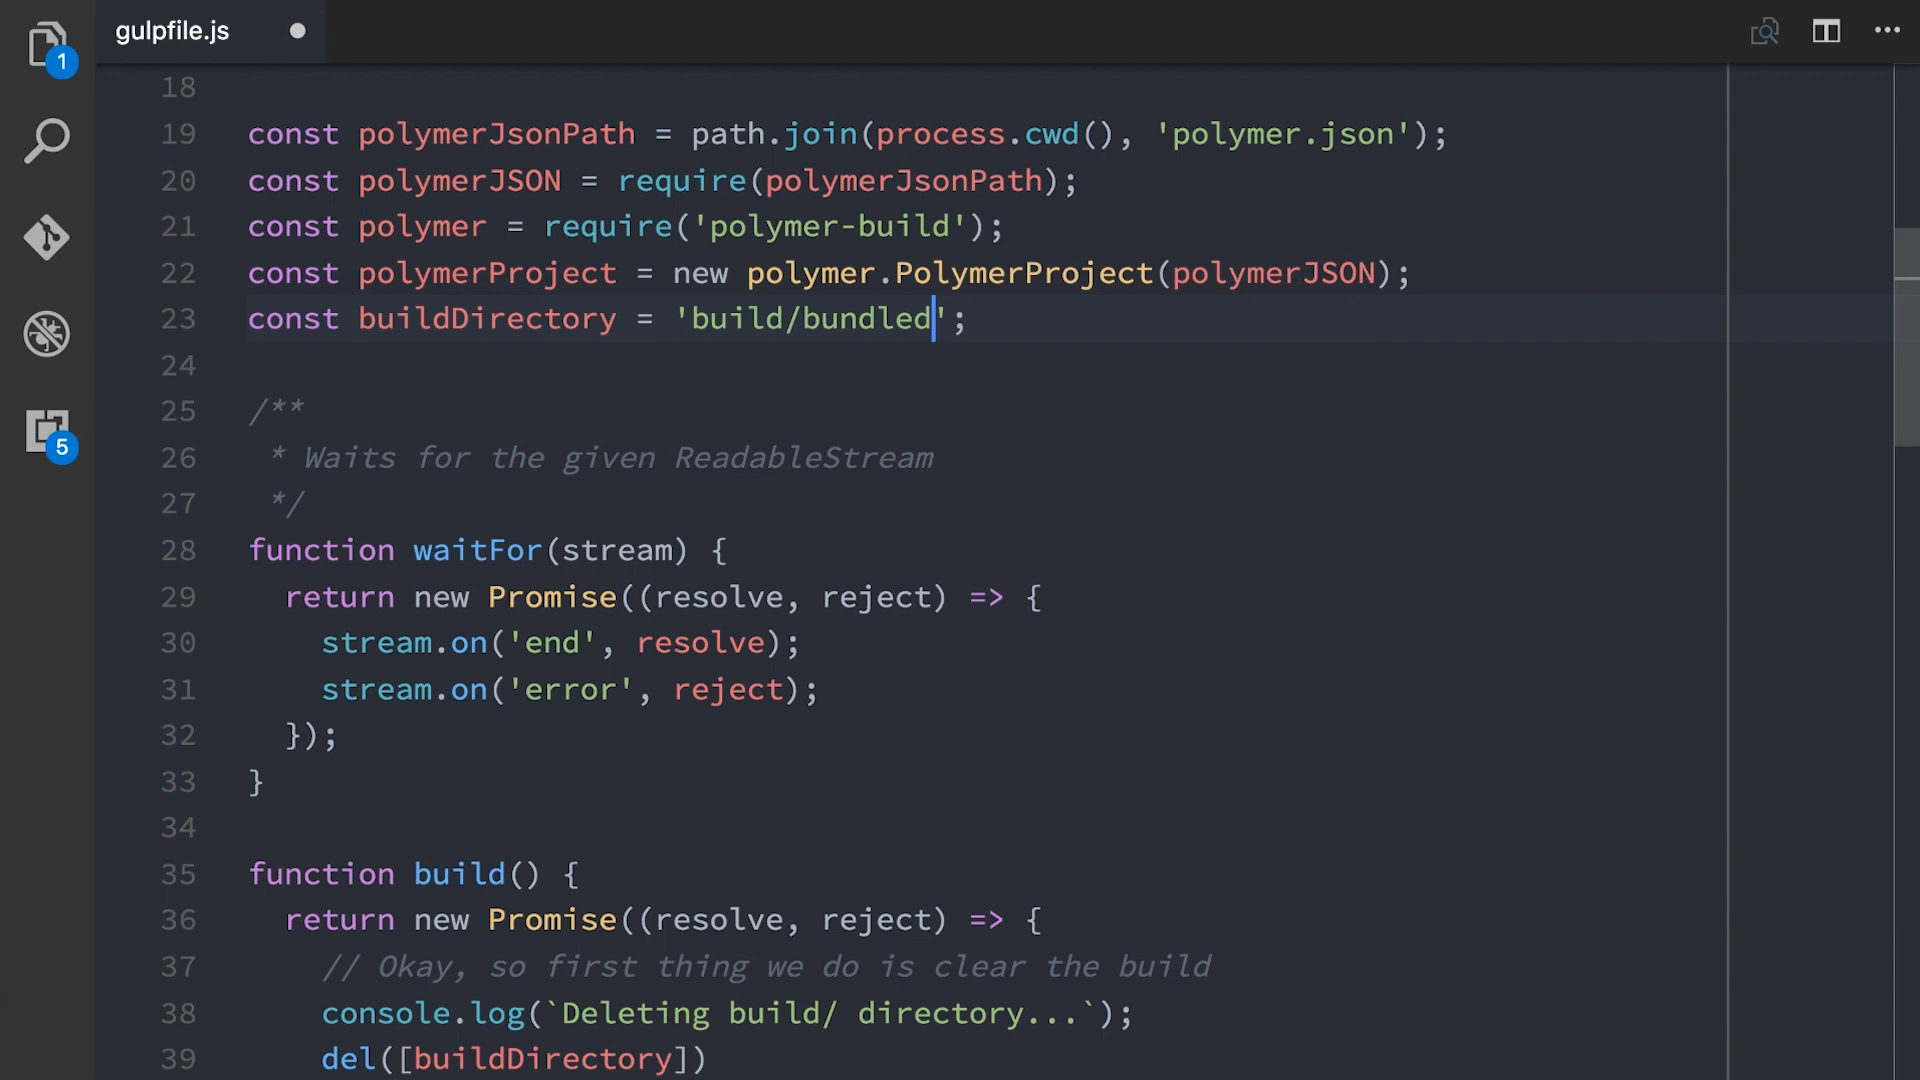 gulpfile.js
1
5
18
19 const polymerJsonPath = path.join(process.cwd(), 'polymer.json');
20 const polymerJSON = require(polymerJsonPath);
21 const polymer = require('polymer-build');
22 const polymerProject = new polymer.PolymerProject(polymerJSON);
23 const buildDirectory = 'build/bundled';
24
25 /**
26 * Waits for the given ReadableStream
27 */
28 function waitFor(stream) {
29 return new Promise((resolve, reject) => {
30 stream.on('end', resolve);
31 stream.on('error', reject);
32 });
33 }
34
35 function build() {
36 return new Promise((resolve, reject) => {
37 // Okay, so first thing we do is clear the build
38 console.log(`Deleting build/ directory...`);
39 del([buildDirectory])